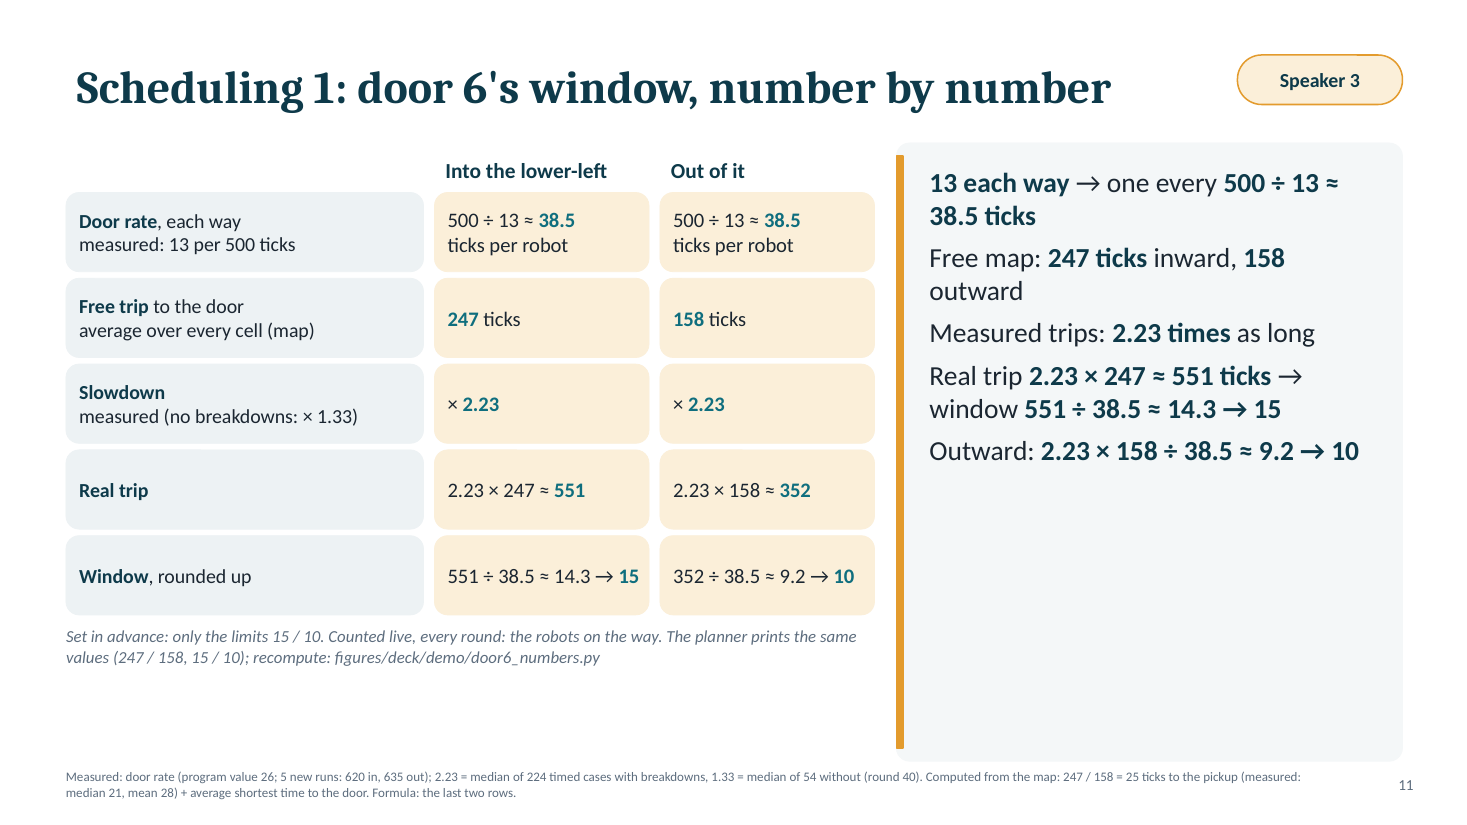 Scheduling 1: door 6's window, number by number
Speaker 3
Into the lower-left
Out of it
Door rate, each way
measured: 13 per 500 ticks
500 ÷ 13 ≈ 38.5
ticks per robot
500 ÷ 13 ≈ 38.5
ticks per robot
Free trip to the door
average over every cell (map)
247 ticks
158 ticks
Slowdown
measured (no breakdowns: × 1.33)
× 2.23
× 2.23
Real trip
2.23 × 247 ≈ 551
2.23 × 158 ≈ 352
Window, rounded up
551 ÷ 38.5 ≈ 14.3 → 15
352 ÷ 38.5 ≈ 9.2 → 10
Set in advance: only the limits 15 / 10. Counted live, every round: the robots on the way. The planner prints the same
values (247 / 158, 15 / 10); recompute: figures/deck/demo/door6_numbers.py
13 each way → one every 500 ÷ 13 ≈
38.5 ticks
Free map: 247 ticks inward, 158
outward
Measured trips: 2.23 times as long
Real trip 2.23 × 247 ≈ 551 ticks →
window 551 ÷ 38.5 ≈ 14.3 → 15
Outward: 2.23 × 158 ÷ 38.5 ≈ 9.2 → 10
Measured: door rate (program value 26; 5 new runs: 620 in, 635 out); 2.23 = median of 224 timed cases with breakdowns, 1.33 = median of 54 without (round 40). Computed from the map: 247 / 158 = 25 ticks to the pickup (measured:
median 21, mean 28) + average shortest time to the door. Formula: the last two rows.
11